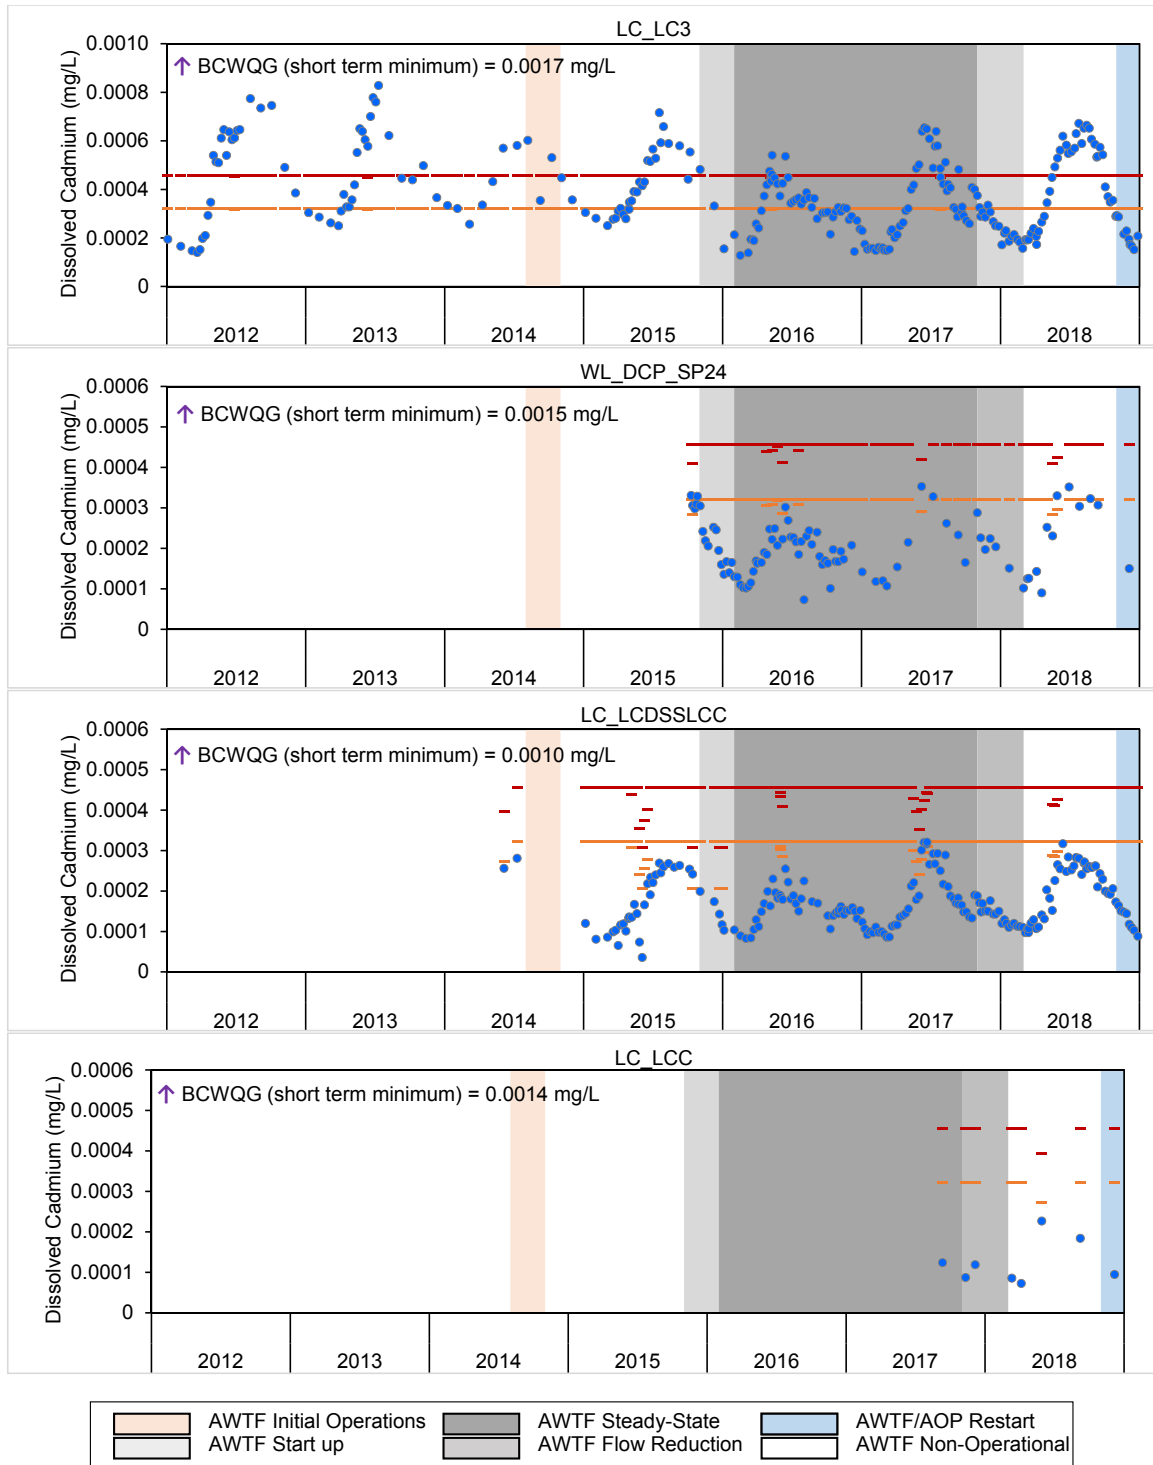 LC_LC3
Dissolved Cadmium (mg/L)
0.0010
0.0008
0.0006
0.0004
0.0002
0
↑ BCWQG (short term minimum) = 0.0017 mg/L
2012 2013 2014 2015 2016 2017 2018
WL_DCP_SP24
Dissolved Cadmium (mg/L)
0.0006
0.0005
0.0004
0.0003
0.0002
0.0001
0
↑ BCWQG (short term minimum) = 0.0015 mg/L
2012 2013 2014 2015 2016 2017 2018
LC_LCDSSLCC
Dissolved Cadmium (mg/L)
0.0006
0.0005
0.0004
0.0003
0.0002
0.0001
0
↑ BCWQG (short term minimum) = 0.0010 mg/L
2012 2013 2014 2015 2016 2017 2018
LC_LCC
Dissolved Cadmium (mg/L)
0.0006
0.0005
0.0004
0.0003
0.0002
0.0001
0
↑ BCWQG (short term minimum) = 0.0014 mg/L
2012 2013 2014 2015 2016 2017 2018
AWTF Initial Operations AWTF Steady-State AWTF/AOP Restart
AWTF Start up AWTF Flow Reduction AWTF Non-Operational